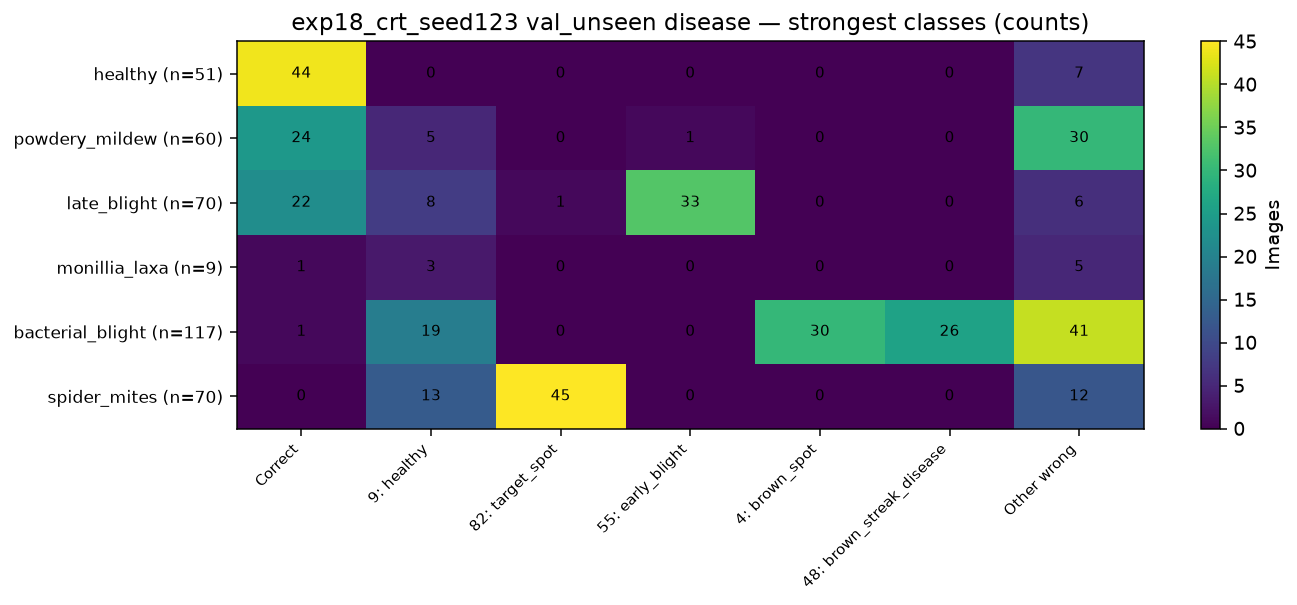 exp18_crt_seed123 val_unseen disease — strongest classes (counts)
healthy (n=51) 44 0 0 0 0 0 7
powdery_mildew (n=60) 24 5 0 1 0 0 30
late_blight (n=70) 22 8 1 33 0 0 6
monillia_laxa (n=9) 1 3 0 0 0 0 5
bacterial_blight (n=117) 1 19 0 0 30 26 41
spider_mites (n=70) 0 13 45 0 0 0 12
Correct
9: healthy
82: target_spot
55: early_blight
4: brown_spot
48: brown_streak_disease
Other wrong
45
40
35
30
25
20
15
10
5
0
Images